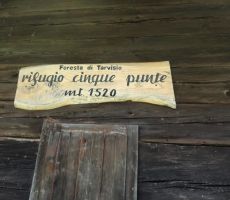 Foresta di Tarvisio
rifugio cinque punte
mt 1520